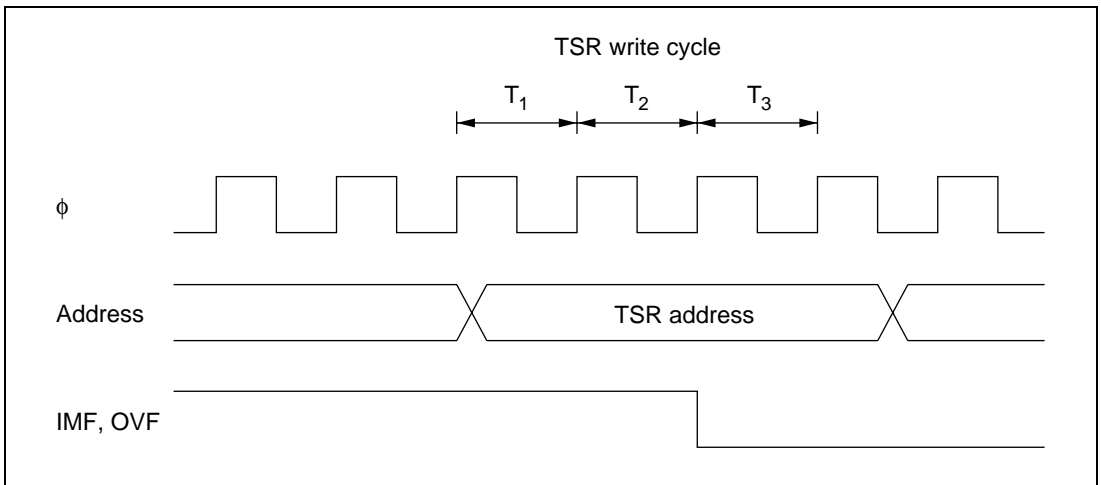 TSR write cycle
T1 T2 T3
ϕ
Address
TSR address
IMF, OVF